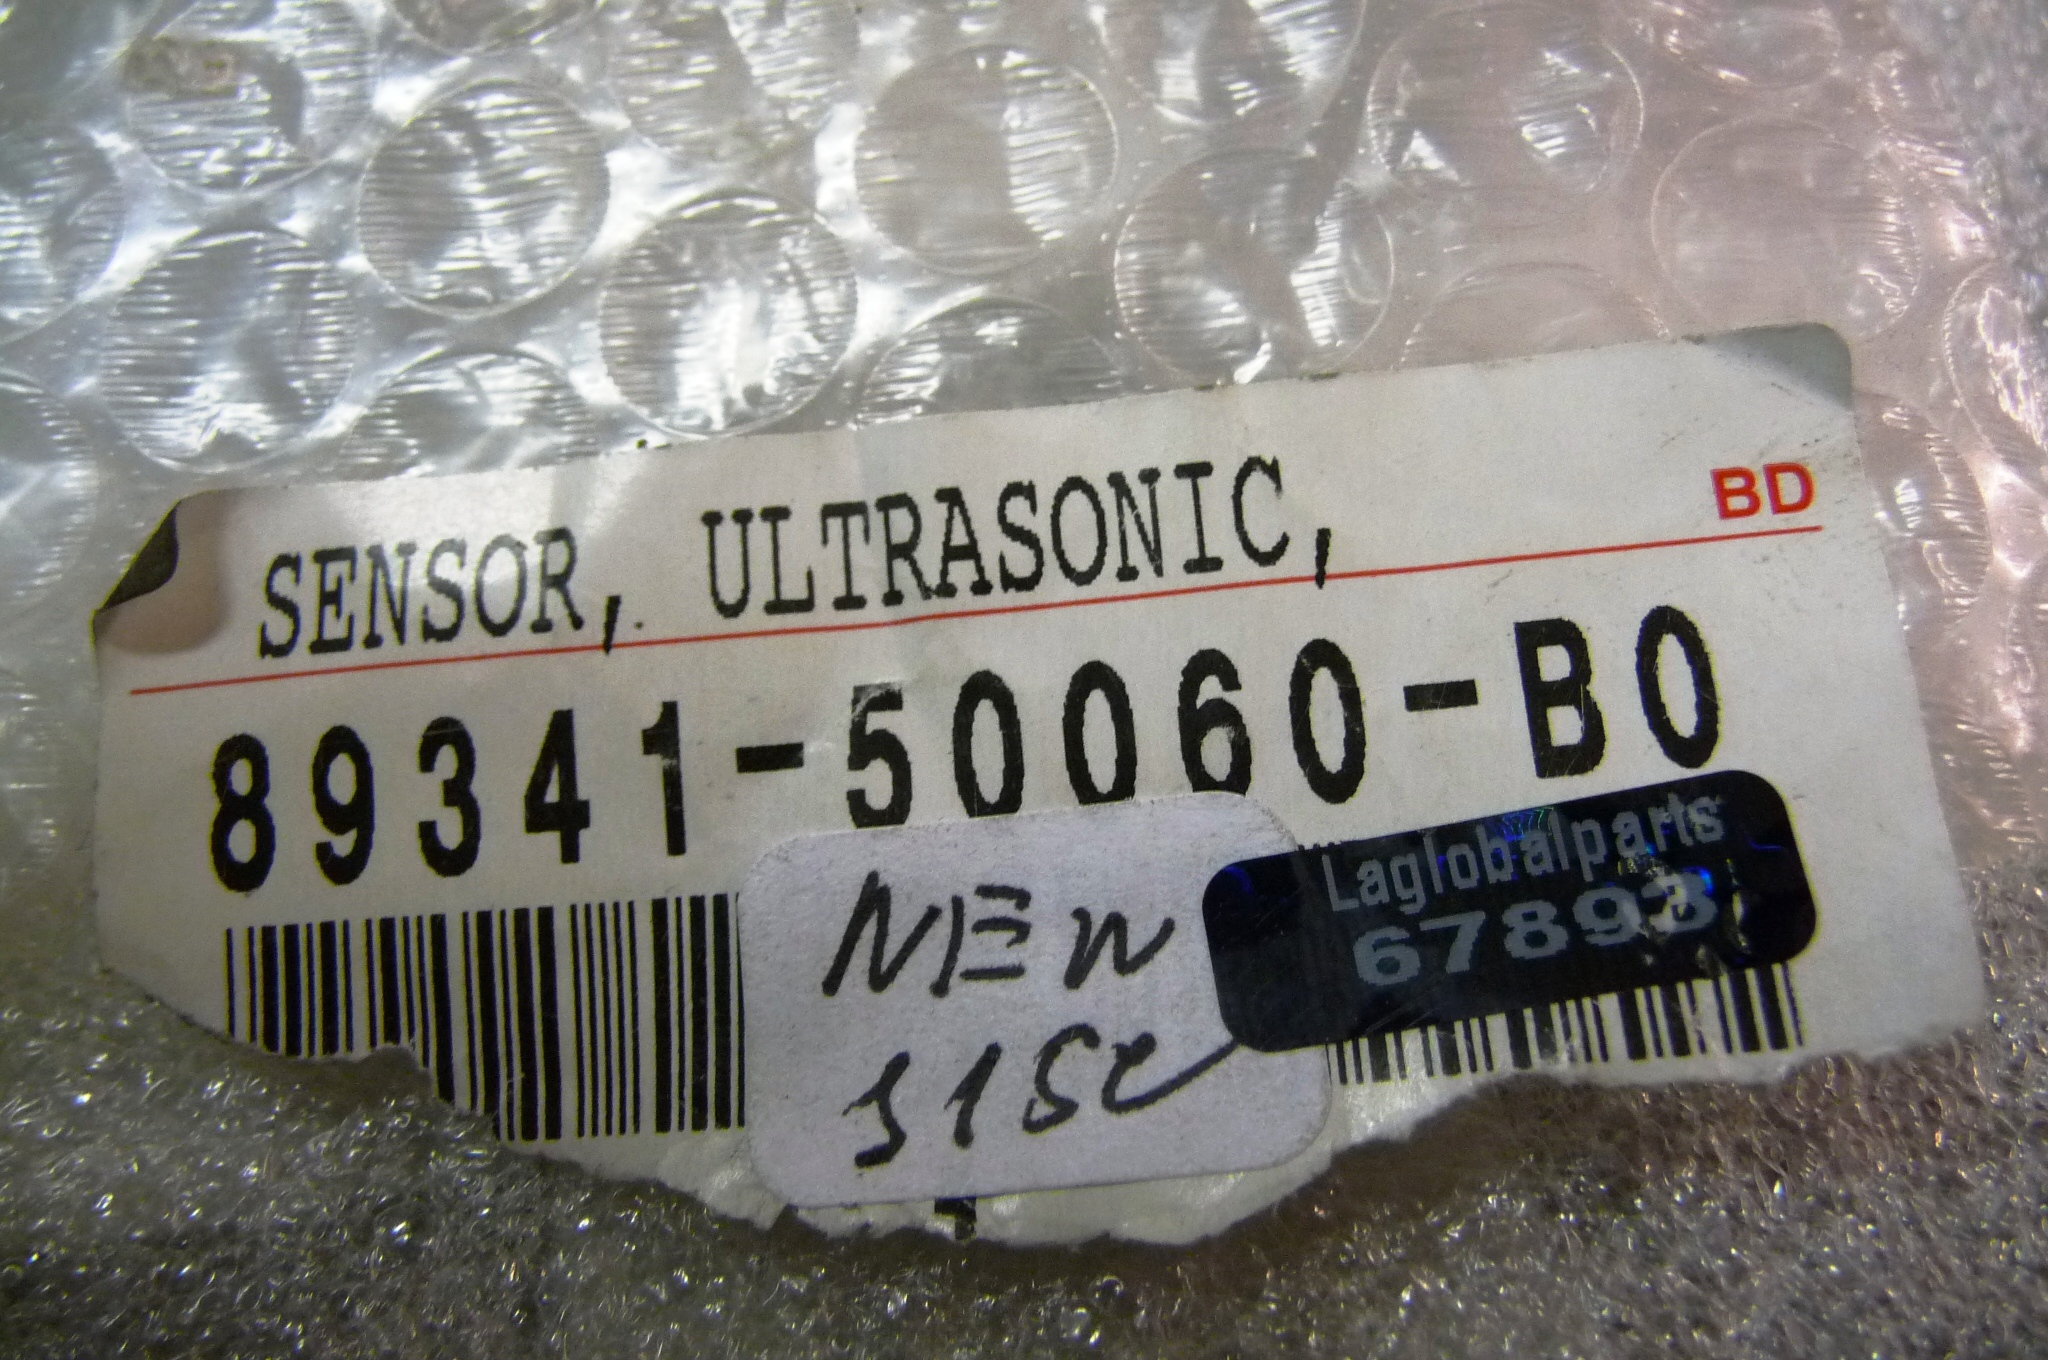 SENSOR, ULTRASONIC,
BD
89341-50060-B0
NEW
Laglobalparts
67893